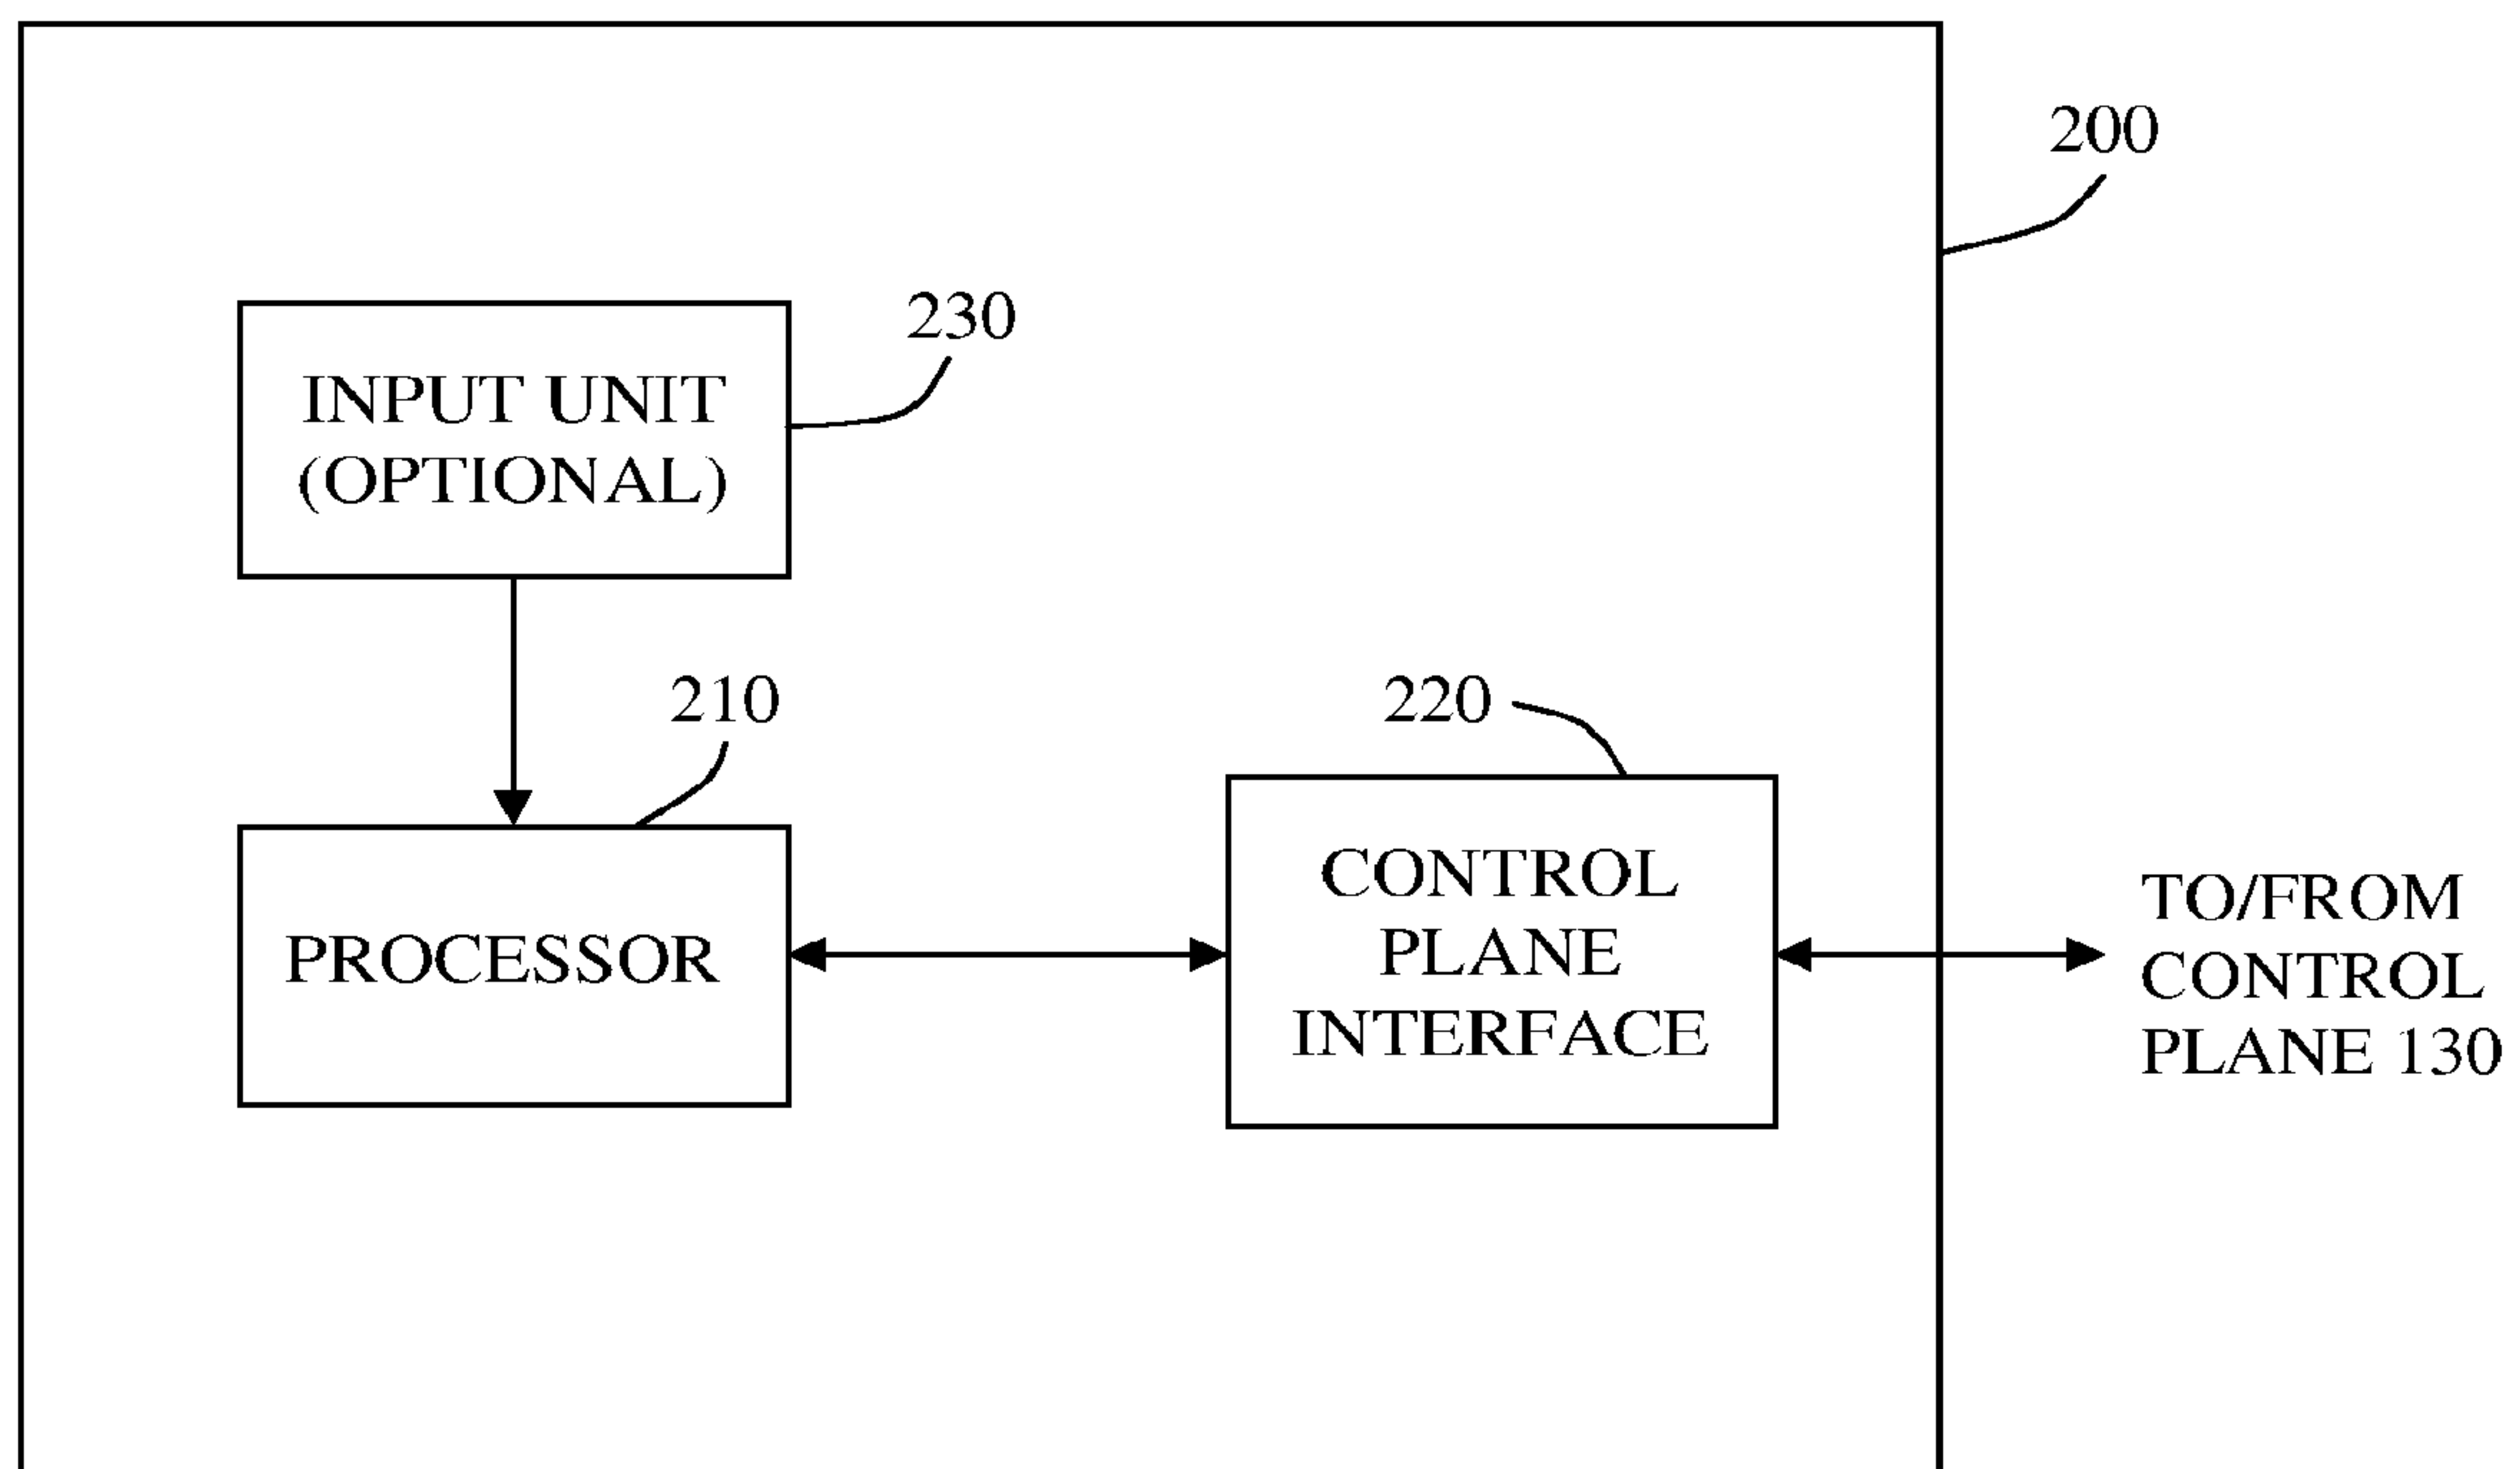 200
230
INPUT UNIT
(OPTIONAL)
210
220
PROCESSOR
CONTROL
PLANE
INTERFACE
TO/FROM
CONTROL
PLANE 130